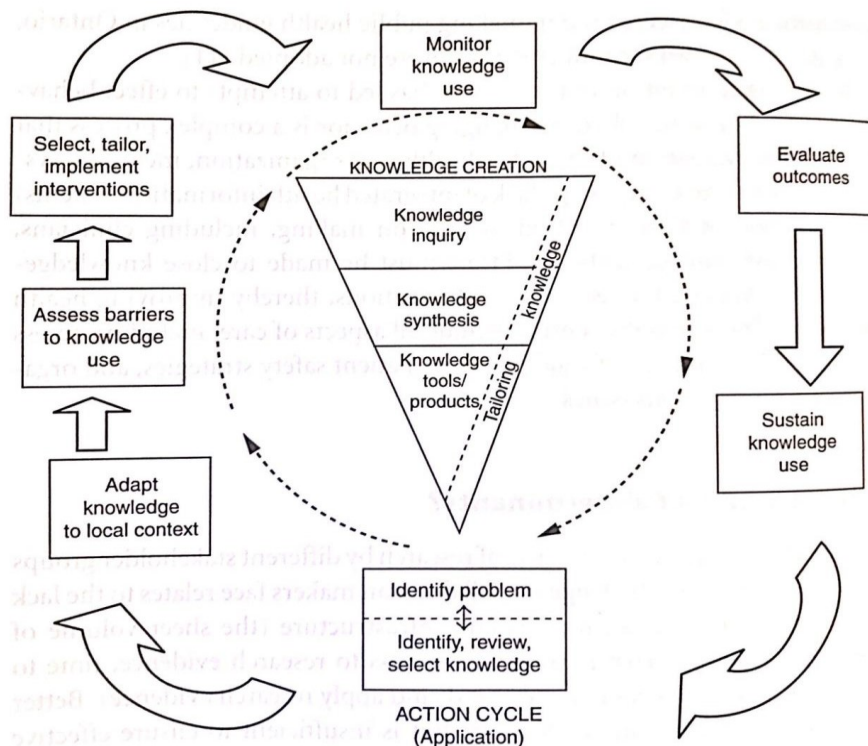 Monitor
knowledge
use
Select, tailor,
implement
interventions
Evaluate
outcomes
KNOWLEDGE CREATION
Knowledge
inquiry
Knowledge
synthesis
Knowledge
tools/
products
Tailoring knowledge
Assess barriers
to knowledge
use
Sustain
knowledge
use
Adapt
knowledge
to local context
Identify problem
Identify, review,
select knowledge
ACTION CYCLE
(Application)